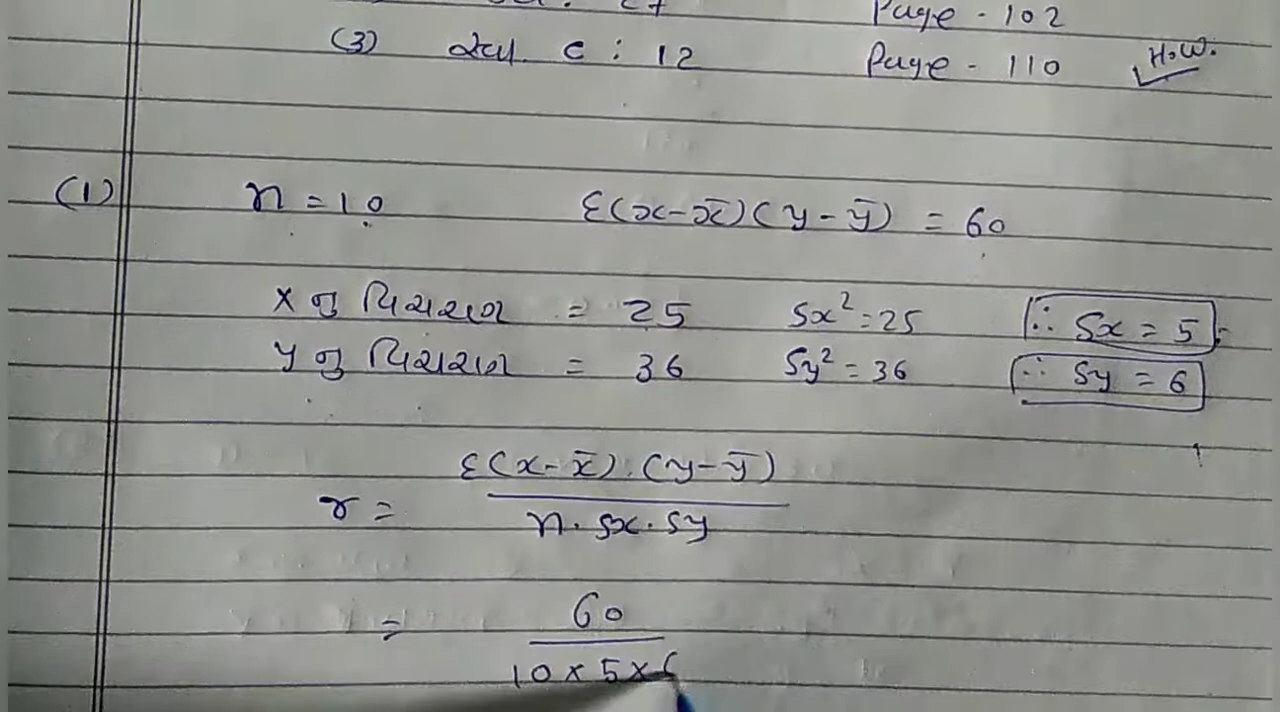 Page - 102
(3) ઉદા. ૯ : 12 Page - 110 H.W.
(1) n = 10 Σ(x-x̄)(y-ȳ) = 60
x નુ વિચરણ = 25 Sx² = 25 ∴ Sx = 5
y નુ વિચરણ = 36 Sy² = 36 ∴ Sy = 6
Σ(x-x̄).(y-ȳ)
r =
n. Sx. Sy
60
=
10 x 5 x 6